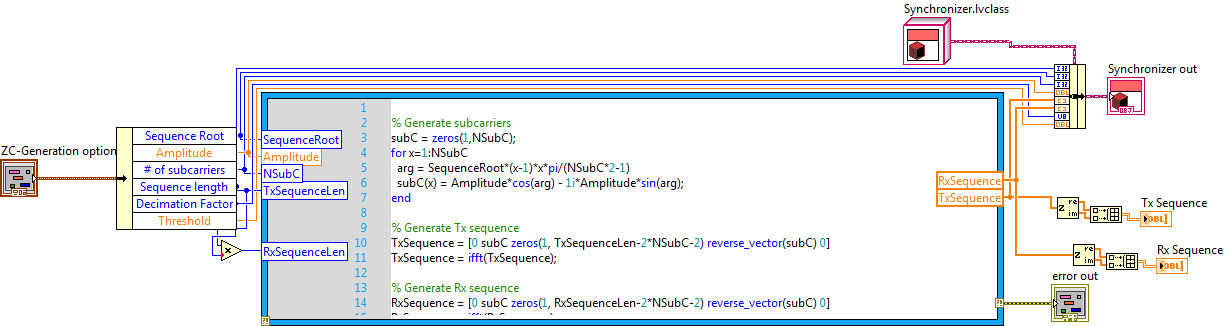 Synchronizer.lvclass
Synchronizer out
OBJ
I32
I32
I32
DBL
U8
DBL
ZC-Generation option
Sequence Root
Amplitude
# of subcarriers
Sequence length
Decimation Factor
Threshold
SequenceRoot
Amplitude
NSubC
TxSequenceLen
RxSequenceLen
1
2 % Generate subcarriers
3 subC = zeros(1,NSubC);
4 for x=1:NSubC
5 arg = SequenceRoot*(x-1)*x*pi/(NSubC*2-1)
6 subC(x) = Amplitude*cos(arg) - 1i*Amplitude*sin(arg);
7 end
8
9 % Generate Tx sequence
10 TxSequence = [0 subC zeros(1, TxSequenceLen-2*NSubC-2) reverse_vector(subC) 0]
11 TxSequence = ifft(TxSequence);
12
13 % Generate Rx sequence
14 RxSequence = [0 subC zeros(1, RxSequenceLen-2*NSubC-2) reverse_vector(subC) 0]
RxSequence
TxSequence
z re im
DBL]
Tx Sequence
z re im
DBL]
Rx Sequence
error out
?!
?!